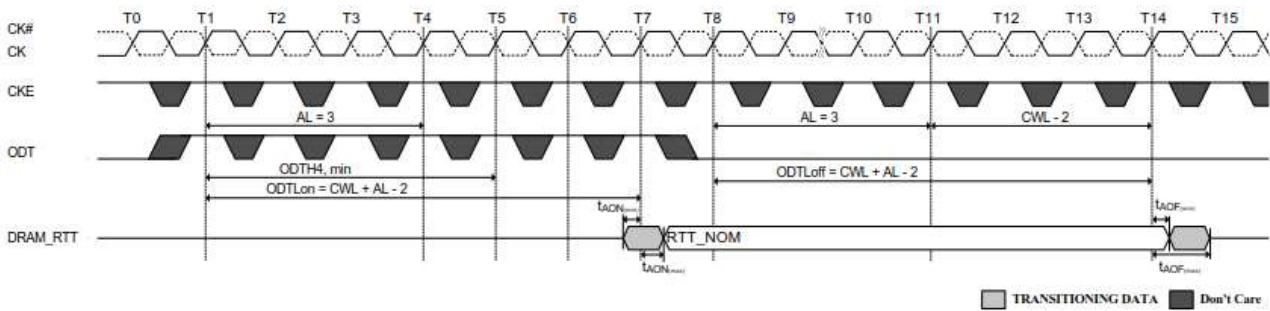 T0 T1 T2 T3 T4 T5 T6 T7 T8 T9 T10 T11 T12 T13 T14 T15
CK#
CK
CKE
AL = 3 AL = 3 CWL - 2
ODT
ODTH4, min
ODTLon = CWL + AL - 2 ODTLoff = CWL + AL - 2
tAON(min) tAOF(min)
DRAM_RTT RTT_NOM
tAON(max) tAOF(max)
TRANSITIONING DATA Don't Care